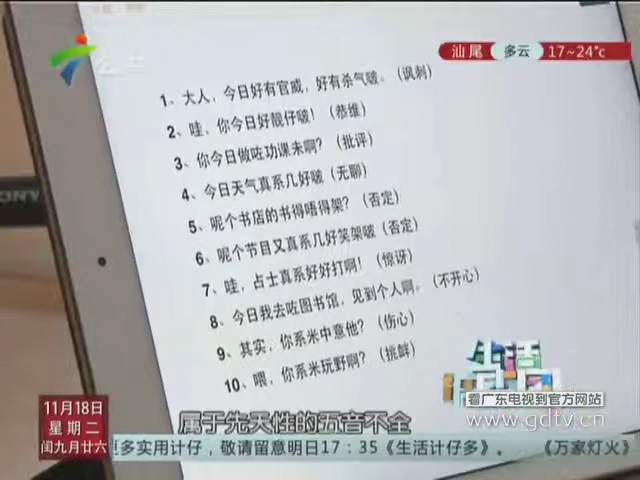 汕尾 多云 17~24℃
1、大人，今日好有官威，好有杀气啵。（讽刺）
2、哇，你今日好靓仔啵！（恭维）
3、你今日做咗功课未啊？（批评）
4、今日天气真系几好啵（无聊）
5、呢个书店的书得唔得架？（否定）
6、呢个节目又真系几好笑架啵（否定）
7、哇，占士真系好好打啊！（惊讶）
8、今日我去咗图书馆，见到个人啊。（不开心）
9、其实，你系米中意他？（伤心）
10、喂，你系米玩野啊？（挑衅）
生活
看广东电视到官方网站
www.gdtv.cn
11月18日
星期二
闰九月廿六
属于先天性的五音不全
更多实用计仔，敬请留意明日17：35《生活计仔多》。 《万家灯火》